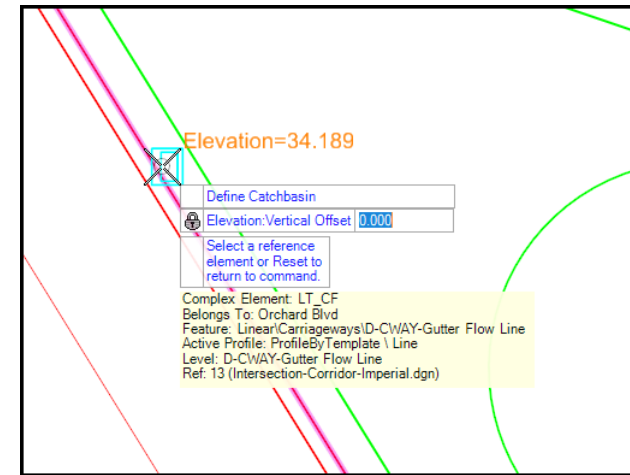 Elevation=34.189
Define Catchbasin
Elevation:Vertical Offset 0.000
Select a reference
element or Reset to
return to command.
Complex Element: LT_CF
Belongs To: Orchard Blvd
Feature: Linear\Carriageways\D-CWAY-Gutter Flow Line
Active Profile: ProfileByTemplate \ Line
Level: D-CWAY-Gutter Flow Line
Ref: 13 (Intersection-Corridor-Imperial.dgn)